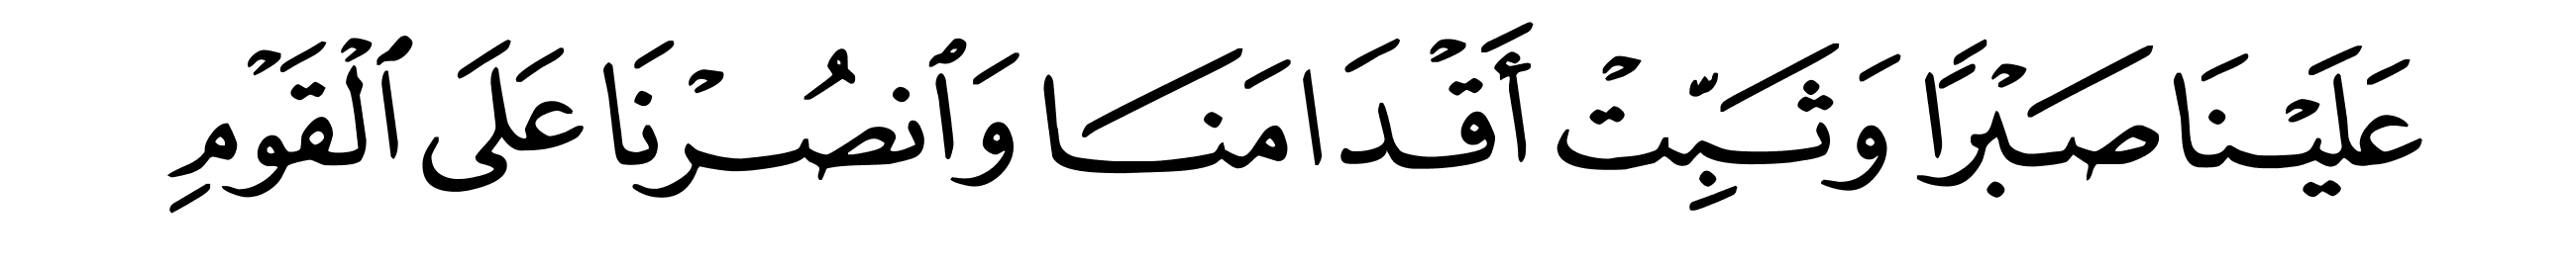 عَلَيۡنَا صَبۡرٗا وَثَبِّتۡ أَقۡدَامَنَا وَٱنصُرۡنَا عَلَى ٱلۡقَوۡمِ